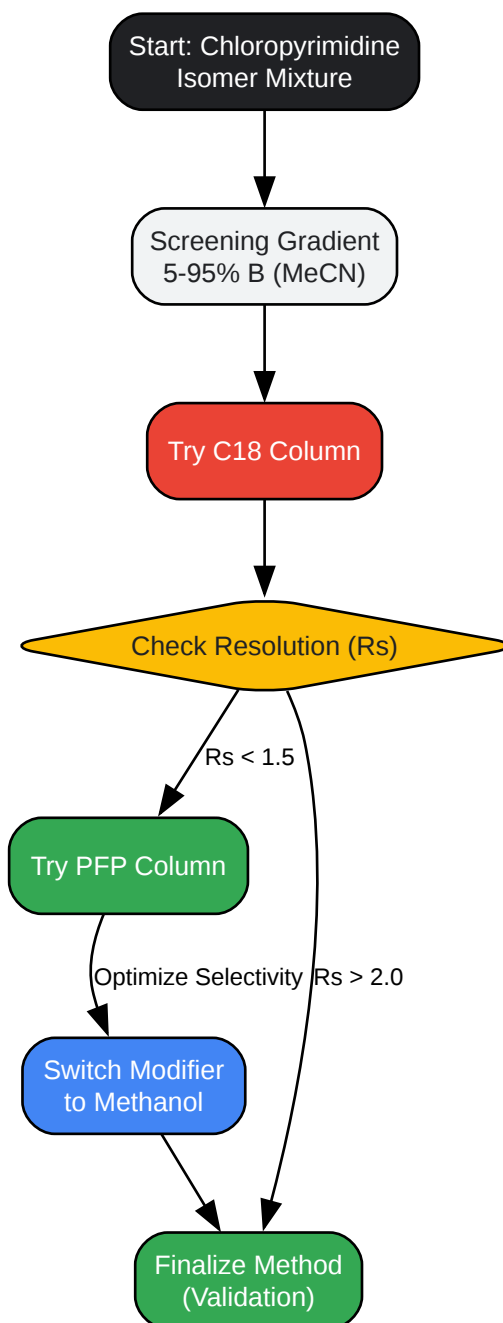 Start: Chloropyrimidine
Isomer Mixture
Screening Gradient
5-95% B (MeCN)
Try C18 Column
Check Resolution (Rs)
Rs < 1.5
Try PFP Column
Optimize Selectivity
Rs > 2.0
Switch Modifier
to Methanol
Finalize Method
(Validation)